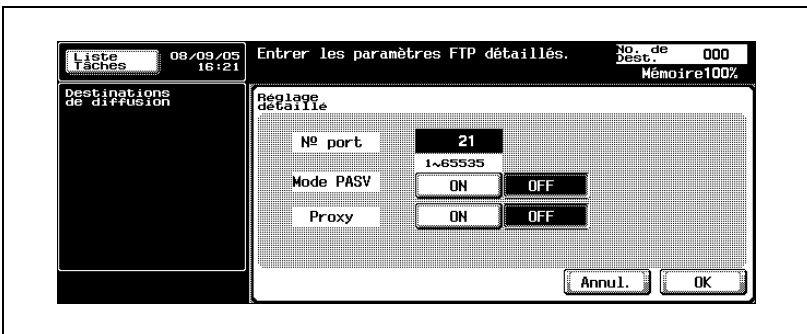 Liste
Tâches
08/09/05
16:21
Entrer les paramètres FTP détaillés.
No. de
Dest.
000
Mémoire100%
Destinations
de diffusion
Réglage
détaillé
Nº port
21
1~65535
Mode PASV
ON
OFF
Proxy
ON
OFF
Annul.
OK